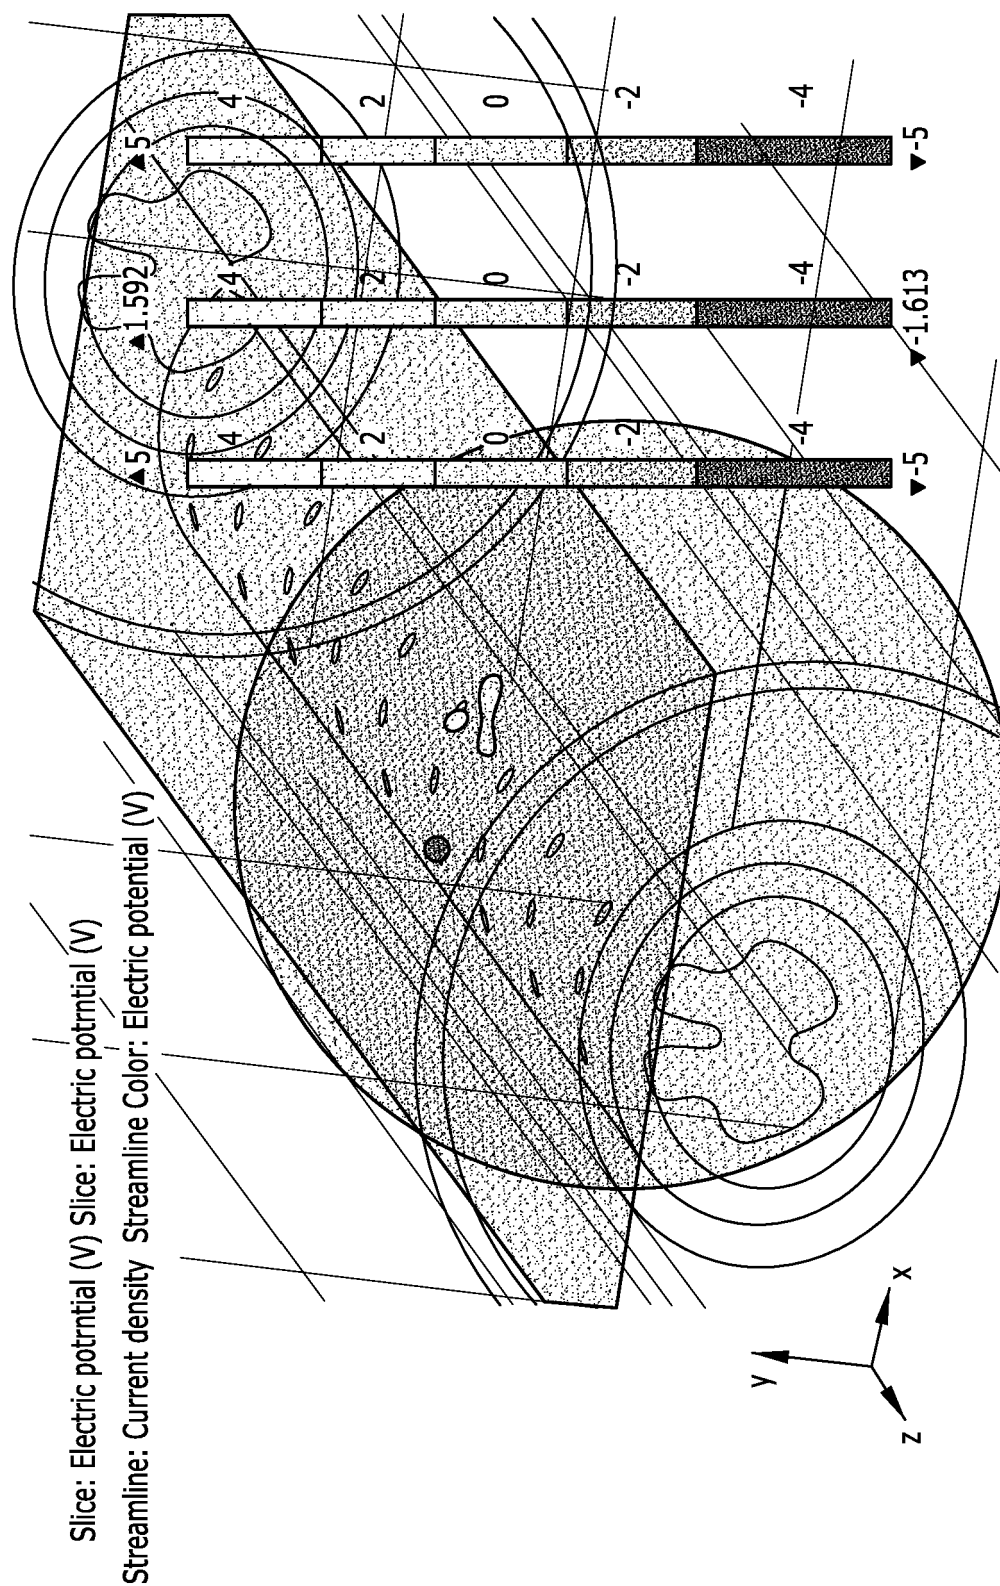 Slice: Electric potrntial (V) Slice: Electric potrntial (V)
Streamline: Current density Streamline Color: Electric potential (V)
▲5 ▲1.592 ▲5
4 4 4
2 2 2
0 0 0
-2 -2 -2
-4 -4 -4
▼-5 ▼-1.613 ▼-5
y
x
z